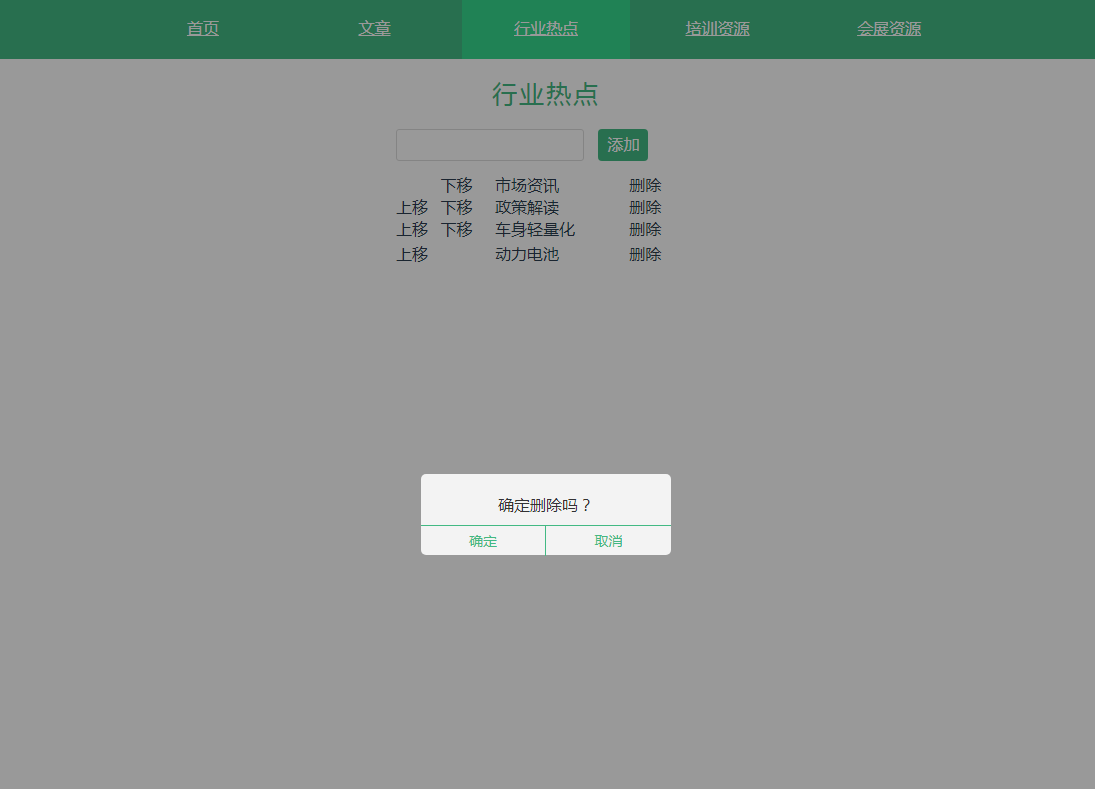 首页 文章 行业热点 培训资源 会展资源
行业热点
添加
下移 市场资讯 删除
上移 下移 政策解读 删除
上移 下移 车身轻量化 删除
上移 动力电池 删除
确定删除吗？
确定 取消